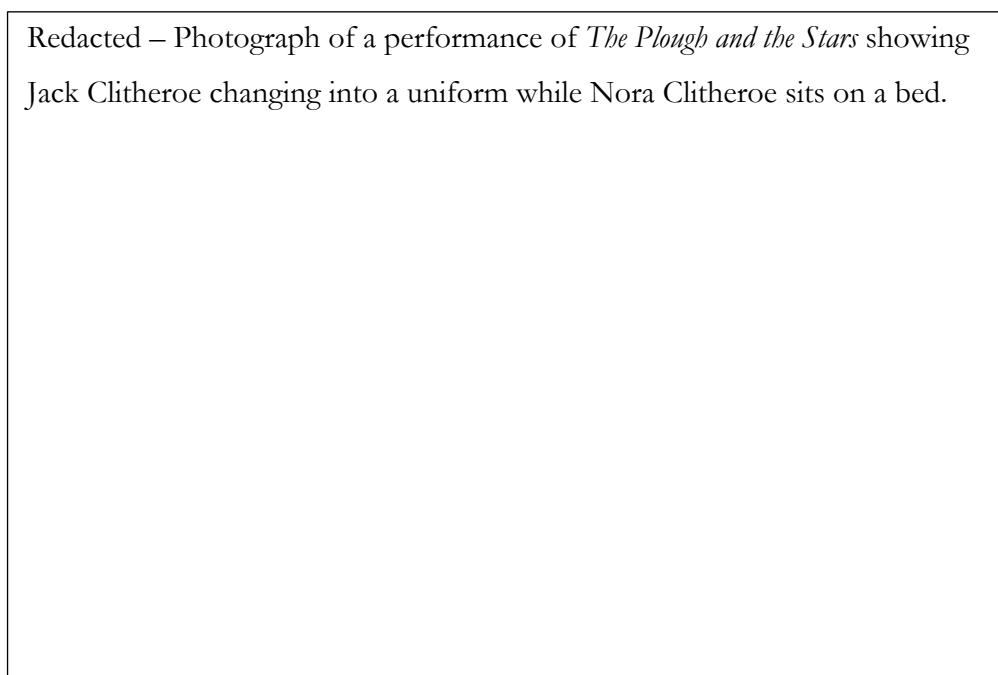 Redacted – Photograph of a performance of The Plough and the Stars showing
Jack Clitheroe changing into a uniform while Nora Clitheroe sits on a bed.